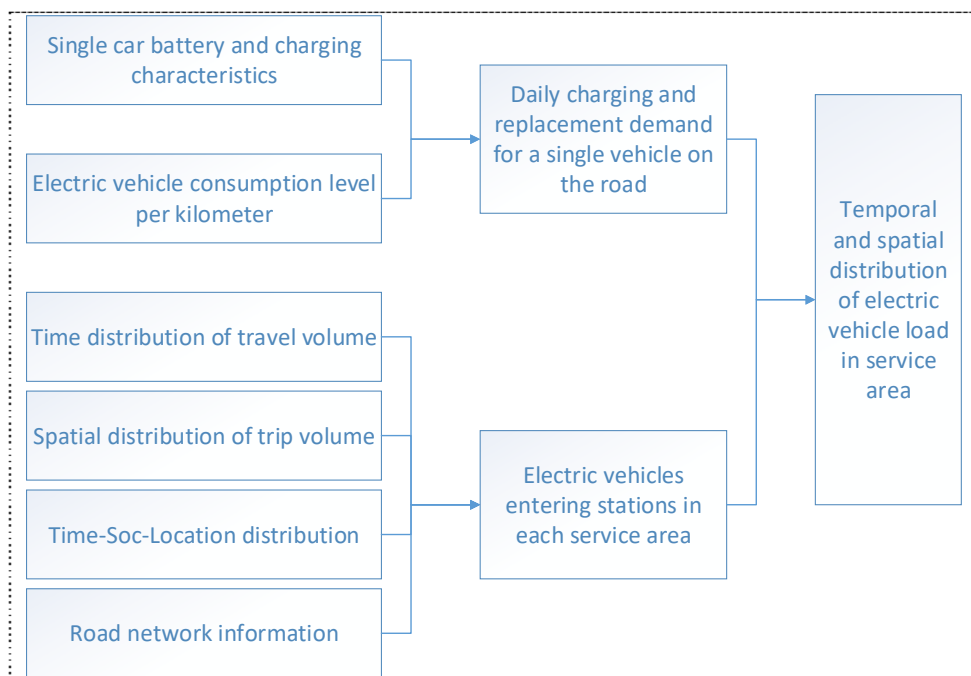 Single car battery and charging
characteristics
Electric vehicle consumption level
per kilometer
Time distribution of travel volume
Spatial distribution of trip volume
Time-Soc-Location distribution
Road network information
Daily charging and
replacement demand
for a single vehicle on
the road
Electric vehicles
entering stations in
each service area
Temporal
and spatial
distribution
of electric
vehicle load
in service
area